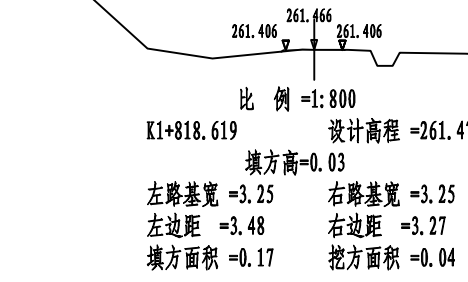 261.466
261.406 261.406
比 例 =1:800
K1+818.619 设计高程 =261.4
填方高=0.03
左路基宽 =3.25 右路基宽 =3.25
左边距 =3.48 右边距 =3.27
填方面积 =0.17 挖方面积 =0.04